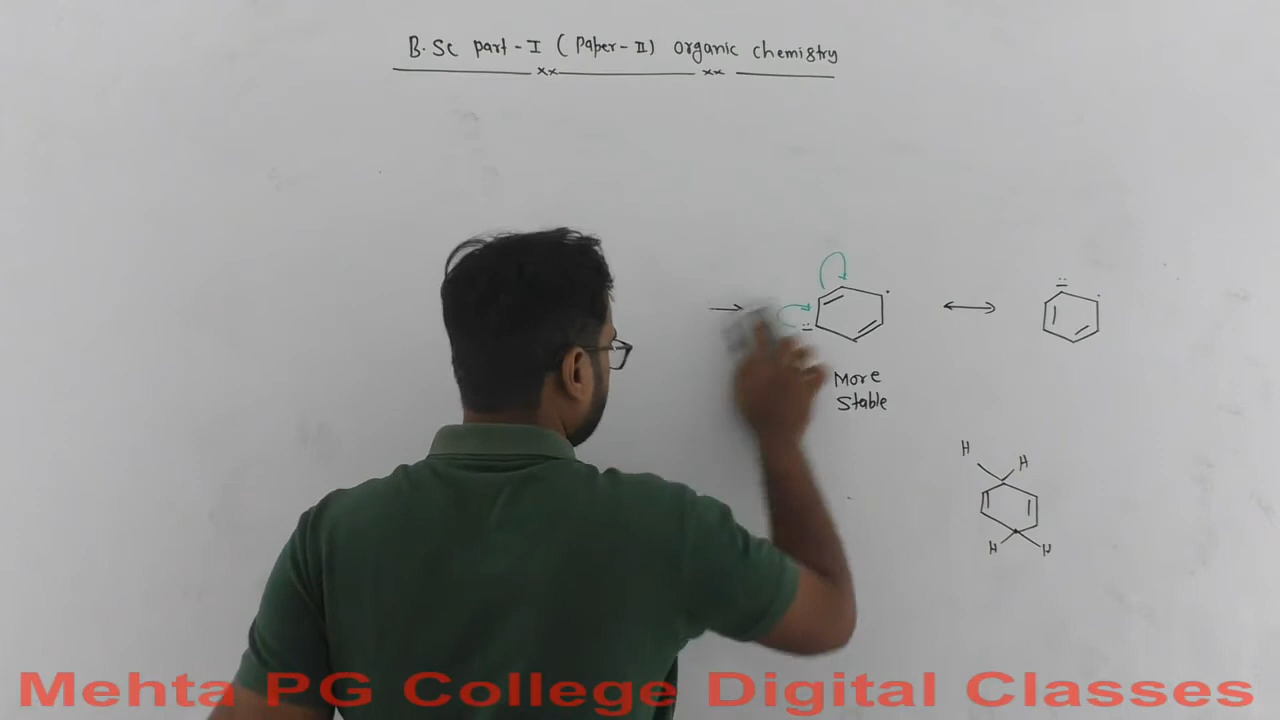 B.Sc part-I (Paper-II) organic chemistry
xx xx
More
Stable
H
H
H H
Mehta PG College Digital Classes